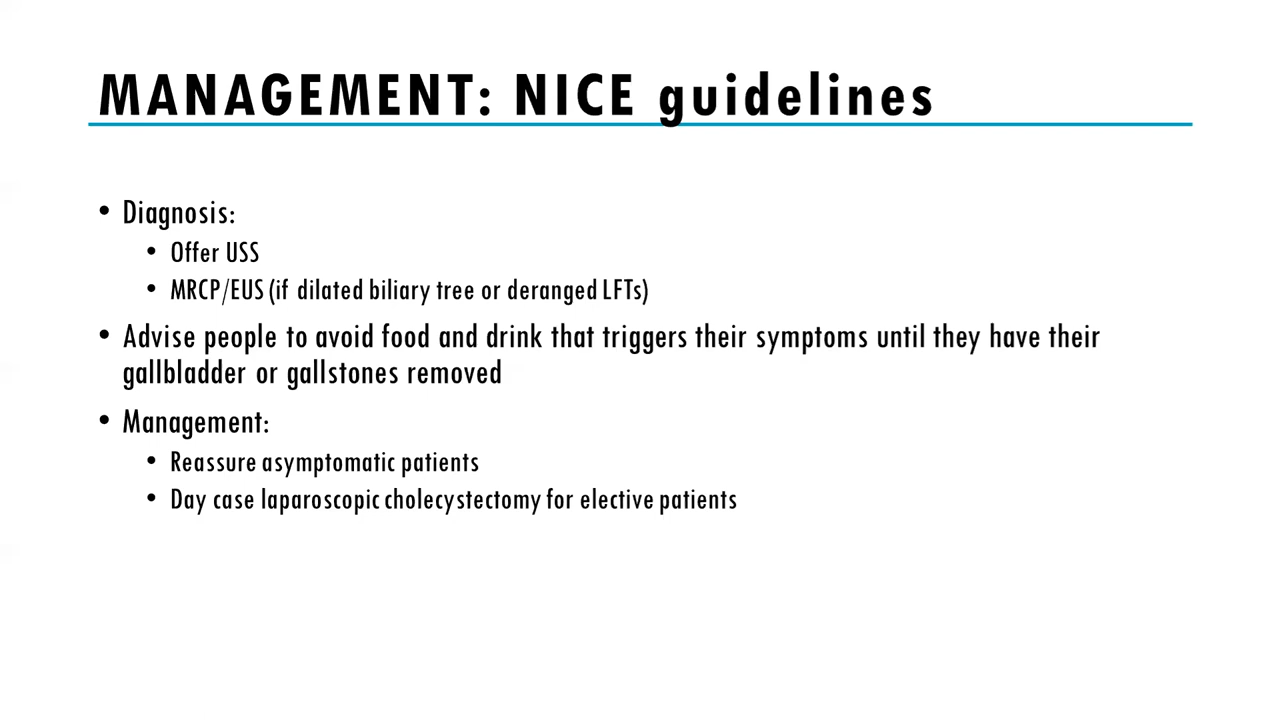 MANAGEMENT: NICE guidelines
• Diagnosis:
• Offer USS
• MRCP/EUS (if dilated biliary tree or deranged LFTs)
• Advise people to avoid food and drink that triggers their symptoms until they have their
gallbladder or gallstones removed
• Management:
• Reassure asymptomatic patients
• Day case laparoscopic cholecystectomy for elective patients